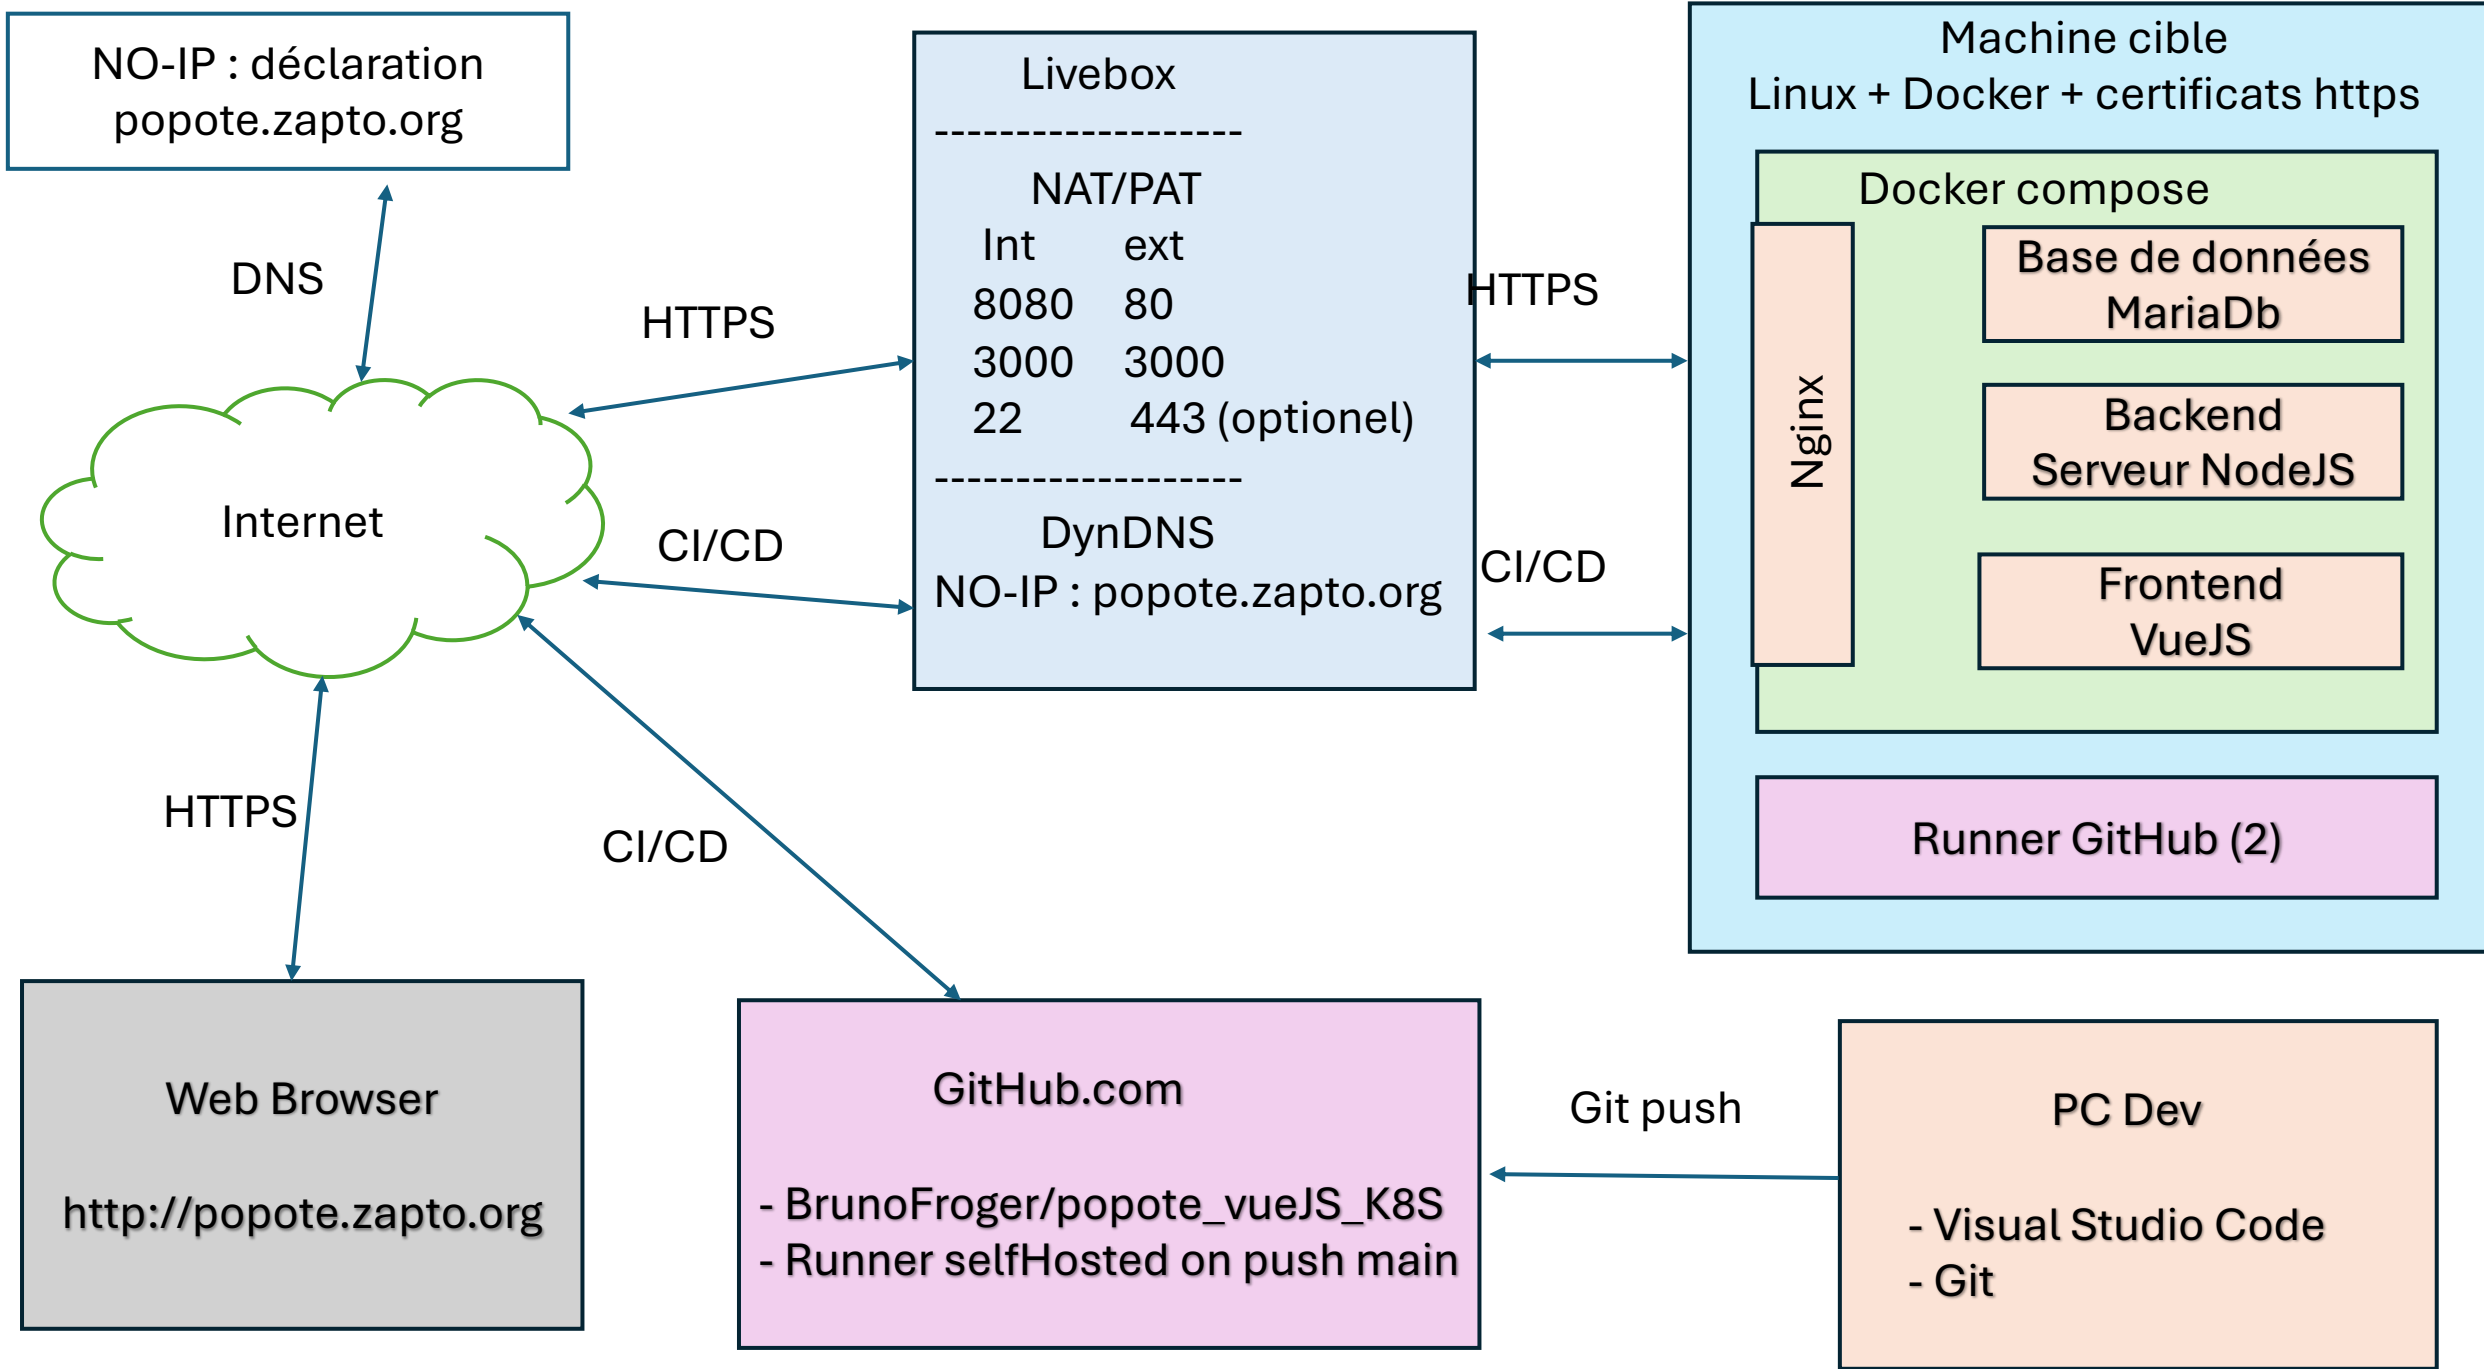 NO-IP : déclaration
popote.zapto.org
DNS
Internet
HTTPS
CI/CD
HTTPS
CI/CD
Livebox
-------------------
NAT/PAT
Int ext
8080 80
3000 3000
22 443 (optionel)
-------------------
DynDNS
NO-IP : popote.zapto.org
HTTPS
CI/CD
Machine cible
Linux + Docker + certificats https
Docker compose
Nginx
Base de données
MariaDb
Backend
Serveur NodeJS
Frontend
VueJS
Runner GitHub (2)
Web Browser
http://popote.zapto.org
GitHub.com
- BrunoFroger/popote_vueJS_K8S
- Runner selfHosted on push main
Git push
PC Dev
- Visual Studio Code
- Git